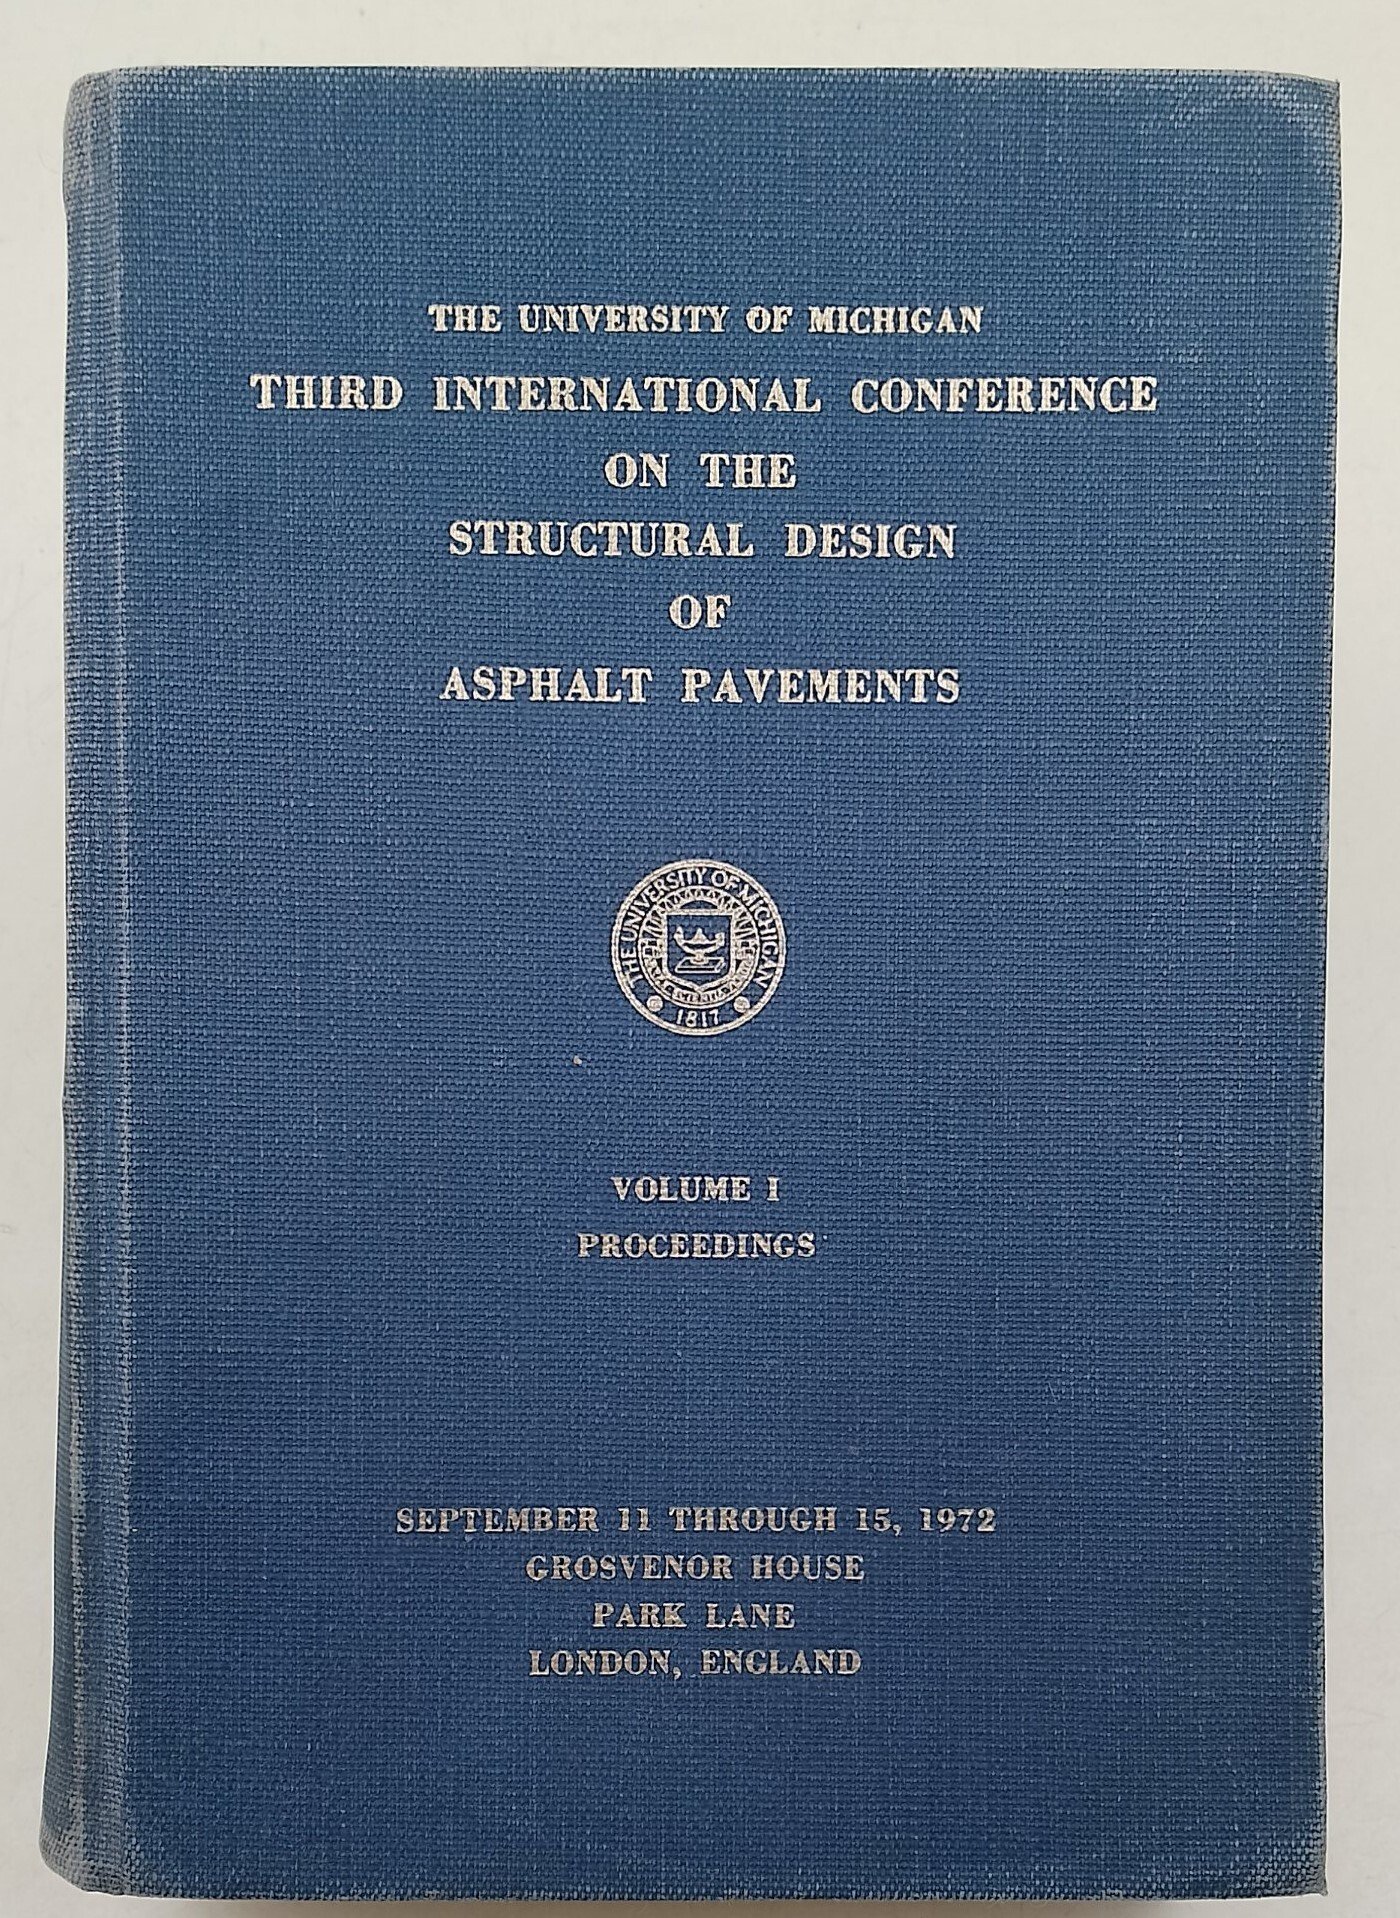 THE UNIVERSITY OF MICHIGAN
THIRD INTERNATIONAL CONFERENCE
ON THE
STRUCTURAL DESIGN
OF
ASPHALT PAVEMENTS
THE UNIVERSITY OF MICHIGAN
SCIENTIA
1817
VOLUME I
PROCEEDINGS
SEPTEMBER 11 THROUGH 15, 1972
GROSVENOR HOUSE
PARK LANE
LONDON, ENGLAND